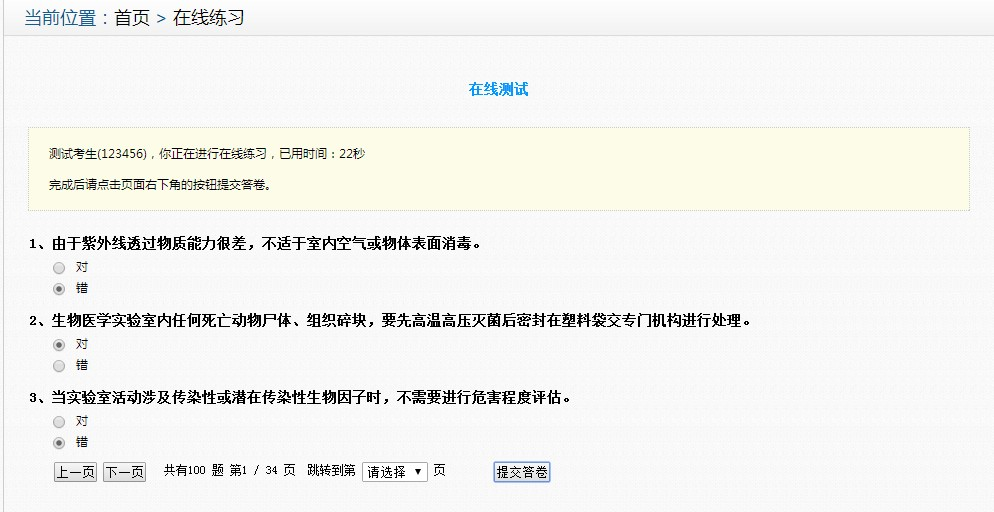 当前位置：首页 > 在线练习
在线测试
测试考生(123456)，你正在进行在线练习，已用时间：22秒
完成后请点击页面右下角的按钮提交答卷。
1、由于紫外线透过物质能力很差，不适于室内空气或物体表面消毒。
对
错
2、生物医学实验室内任何死亡动物尸体、组织碎块，要先高温高压灭菌后密封在塑料袋交专门机构进行处理。
对
错
3、当实验室活动涉及传染性或潜在传染性生物因子时，不需要进行危害程度评估。
对
错
上一页 下一页 共有100 题 第1 / 34 页 跳转到第 请选择 页 提交答卷